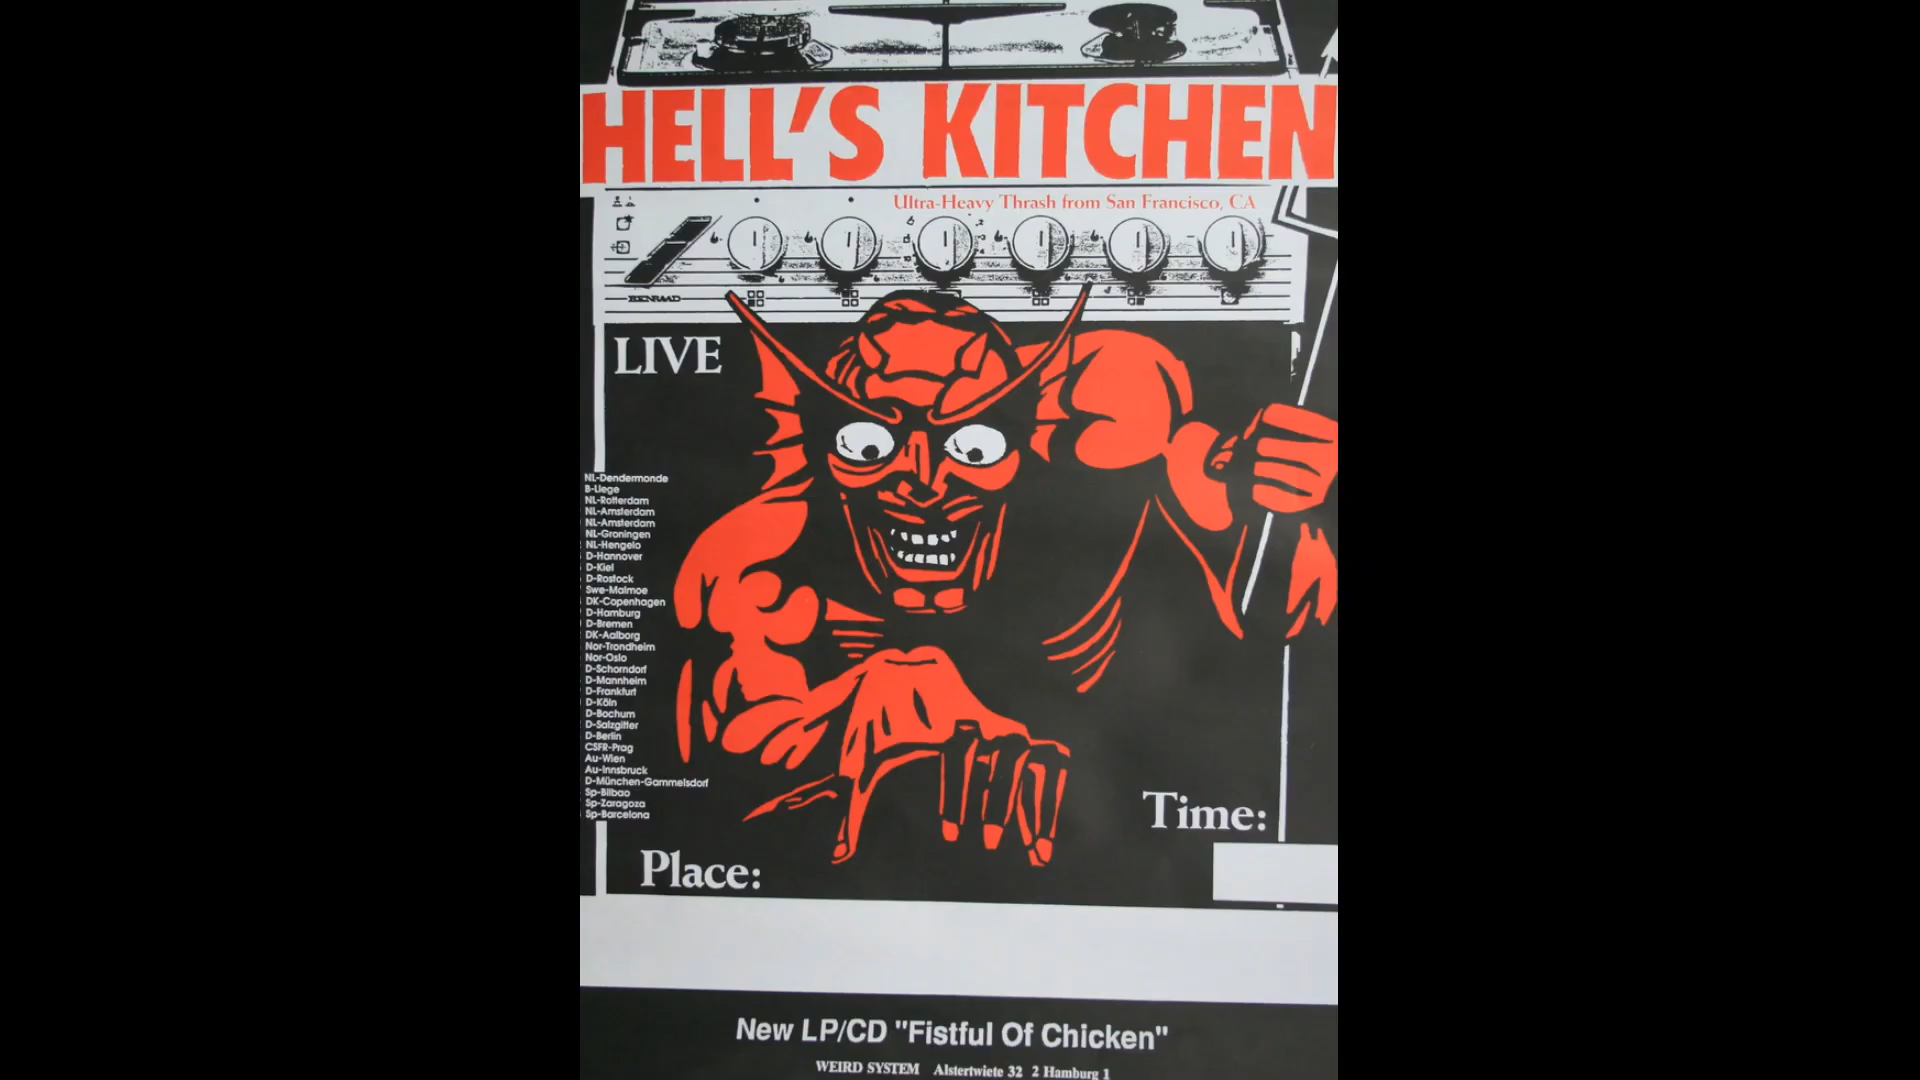 HELL'S KITCHEN
Ultra-Heavy Thrash from San Francisco, CA
LIVE
NL-Dendermonde
B-Liege
NL-Rotterdam
NL-Amsterdam
NL-Amsterdam
NL-Groningen
NL-Hengelo
D-Hannover
D-Kiel
D-Rostock
Swe-Malmoe
DK-Copenhagen
D-Hamburg
D-Bremen
DK-Aalborg
Nor-Trondheim
Nor-Oslo
D-Schorndorf
D-Mannheim
D-Frankfurt
D-Köln
D-Bochum
D-Salzgitter
D-Berlin
CSFR-Prag
Au-Wien
Au-Innsbruck
D-München-Gammelsdorf
Sp-Bilbao
Sp-Zaragoza
Sp-Barcelona
Time:
Place:
New LP/CD "Fistful Of Chicken"
WEIRD SYSTEM Alstertwiete 32 2 Hamburg 1